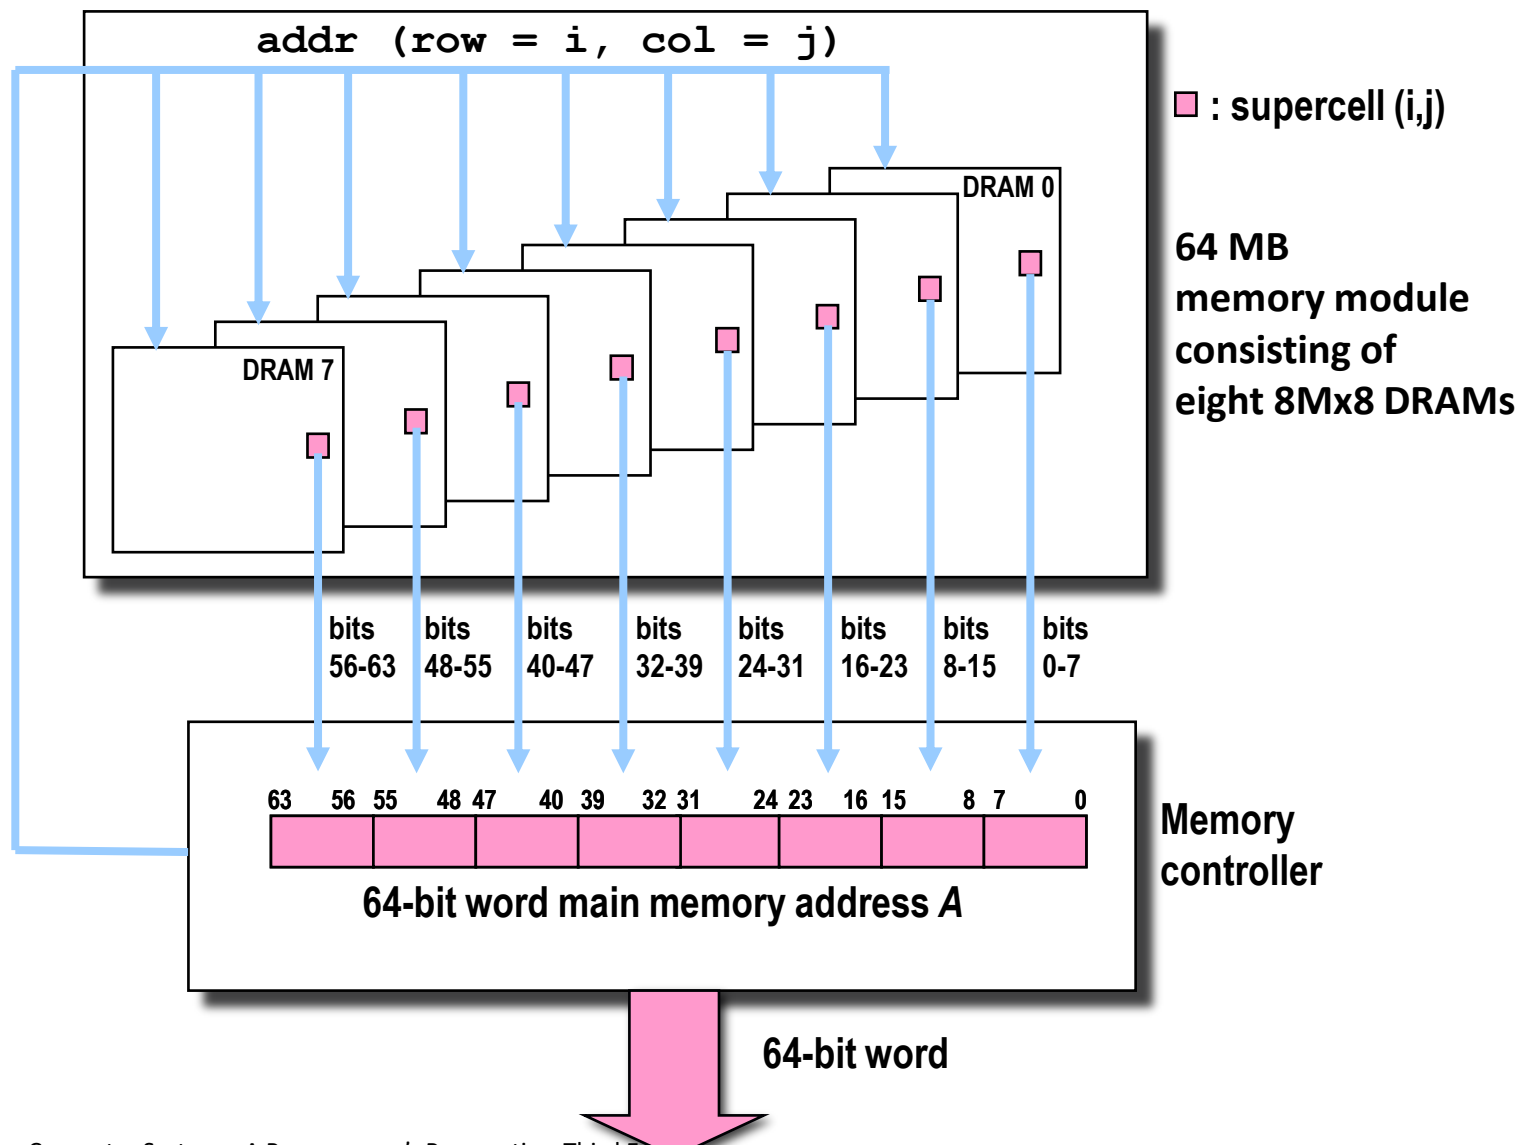 addr (row = i, col = j)
: supercell (i,j)
DRAM 0
64 MB
memory module
consisting of
eight 8Mx8 DRAMs
DRAM 7
bits
56-63
bits
48-55
bits
40-47
bits
32-39
bits
24-31
bits
16-23
bits
8-15
bits
0-7
63 56 55 48 47 40 39 32 31 24 23 16 15 8 7 0
Memory
controller
64-bit word main memory address A
64-bit word